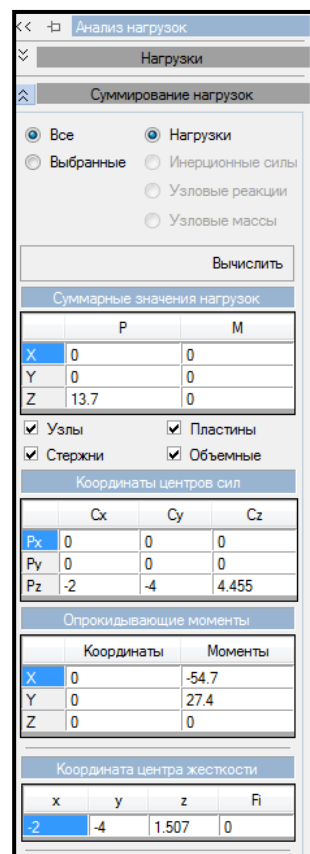 << Анализ нагрузок
Нагрузки
Суммирование нагрузок
Все Нагрузки
Выбранные Инерционные силы
Узловые реакции
Узловые массы
Вычислить
Суммарные значения нагрузок
P M
X 0 0
Y 0 0
Z 13.7 0
Узлы Пластины
Стержни Объемные
Координаты центров сил
Cx Cy Cz
Px 0 0 0
Py 0 0 0
Pz -2 -4 4.455
Опрокидывающие моменты
Координаты Моменты
X 0 -54.7
Y 0 27.4
Z 0 0
Координата центра жесткости
x y z Fi
-2 -4 1.507 0